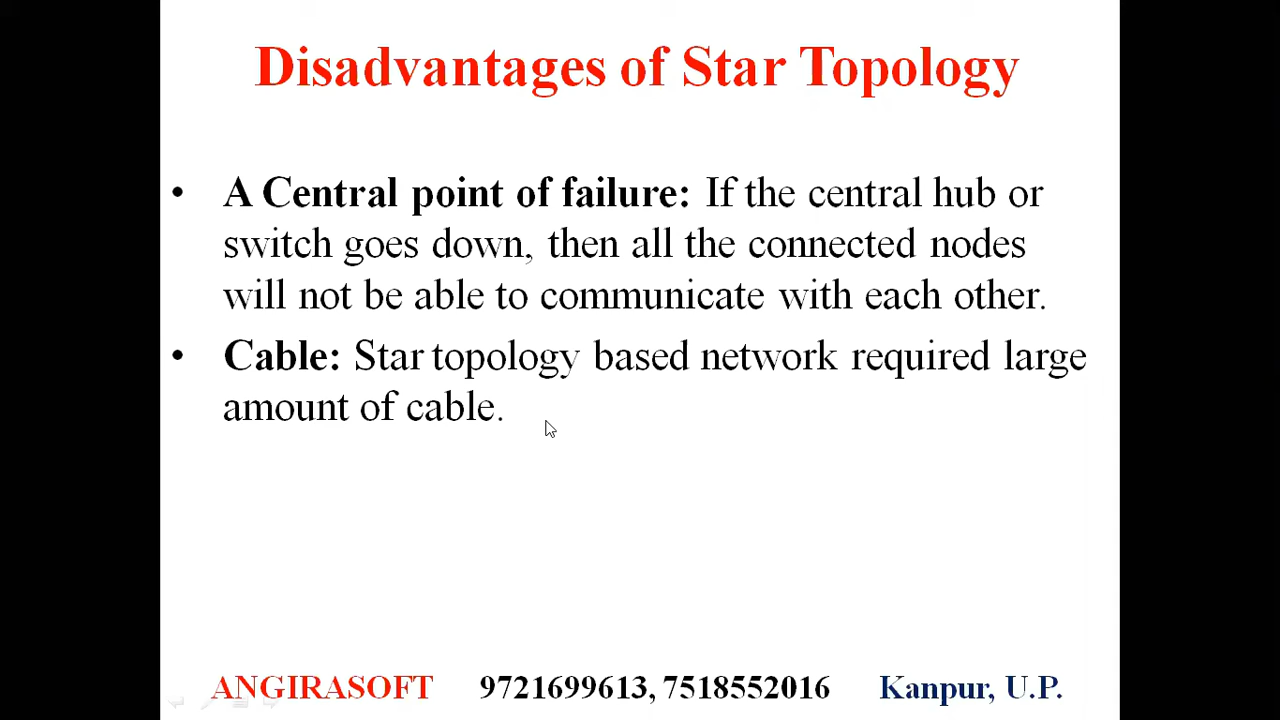 Disadvantages of Star Topology
• A Central point of failure: If the central hub or
switch goes down, then all the connected nodes
will not be able to communicate with each other.
• Cable: Star topology based network required large
amount of cable.
ANGIRASOFT 9721699613, 7518552016 Kanpur, U.P.